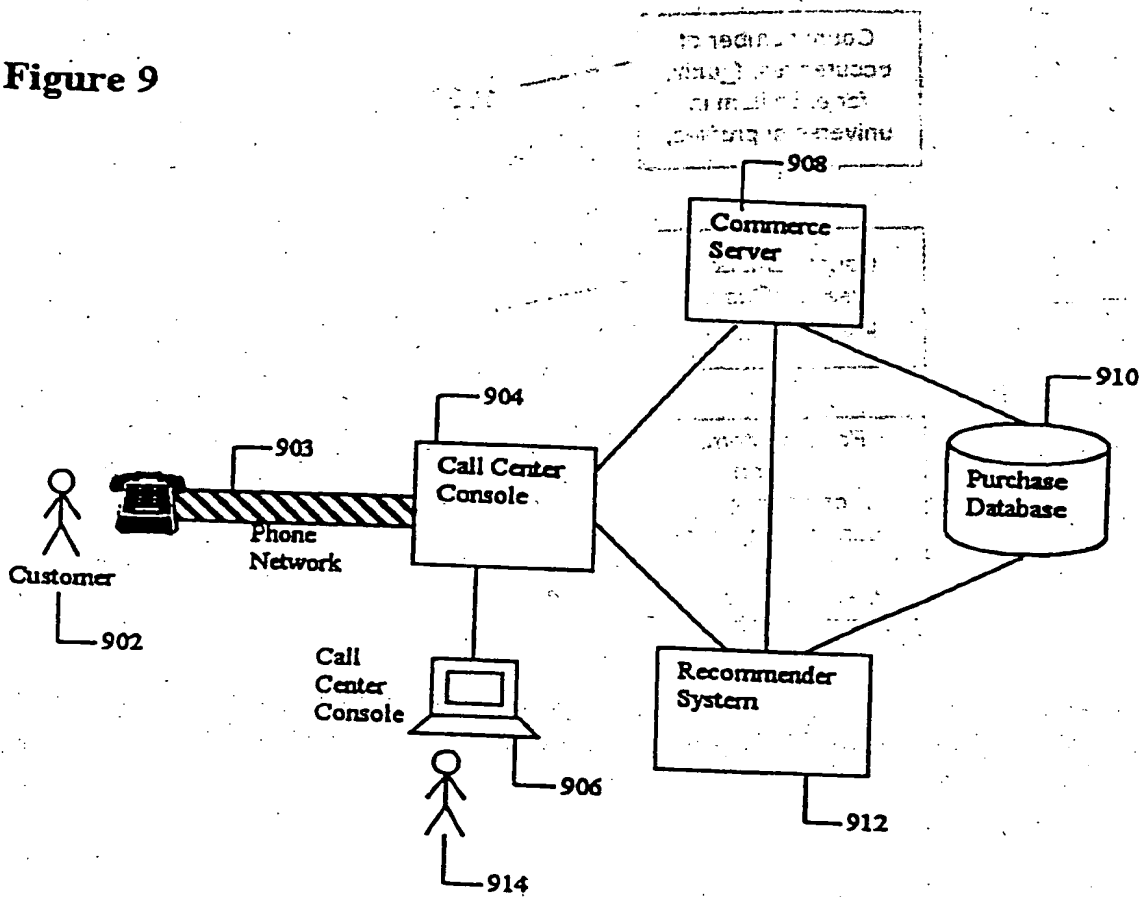 Figure 9
908
Commerce
Server
910
904
903
Call Center
Console
Purchase
Database
Phone
Network
Customer
902
Call
Center
Console
Recommender
System
906
912
914